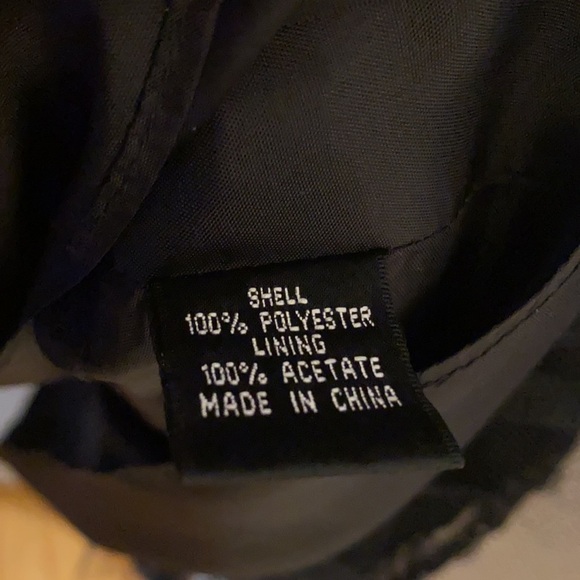 SHELL
100% POLYESTER
LINING
100% ACETATE
MADE IN CHINA